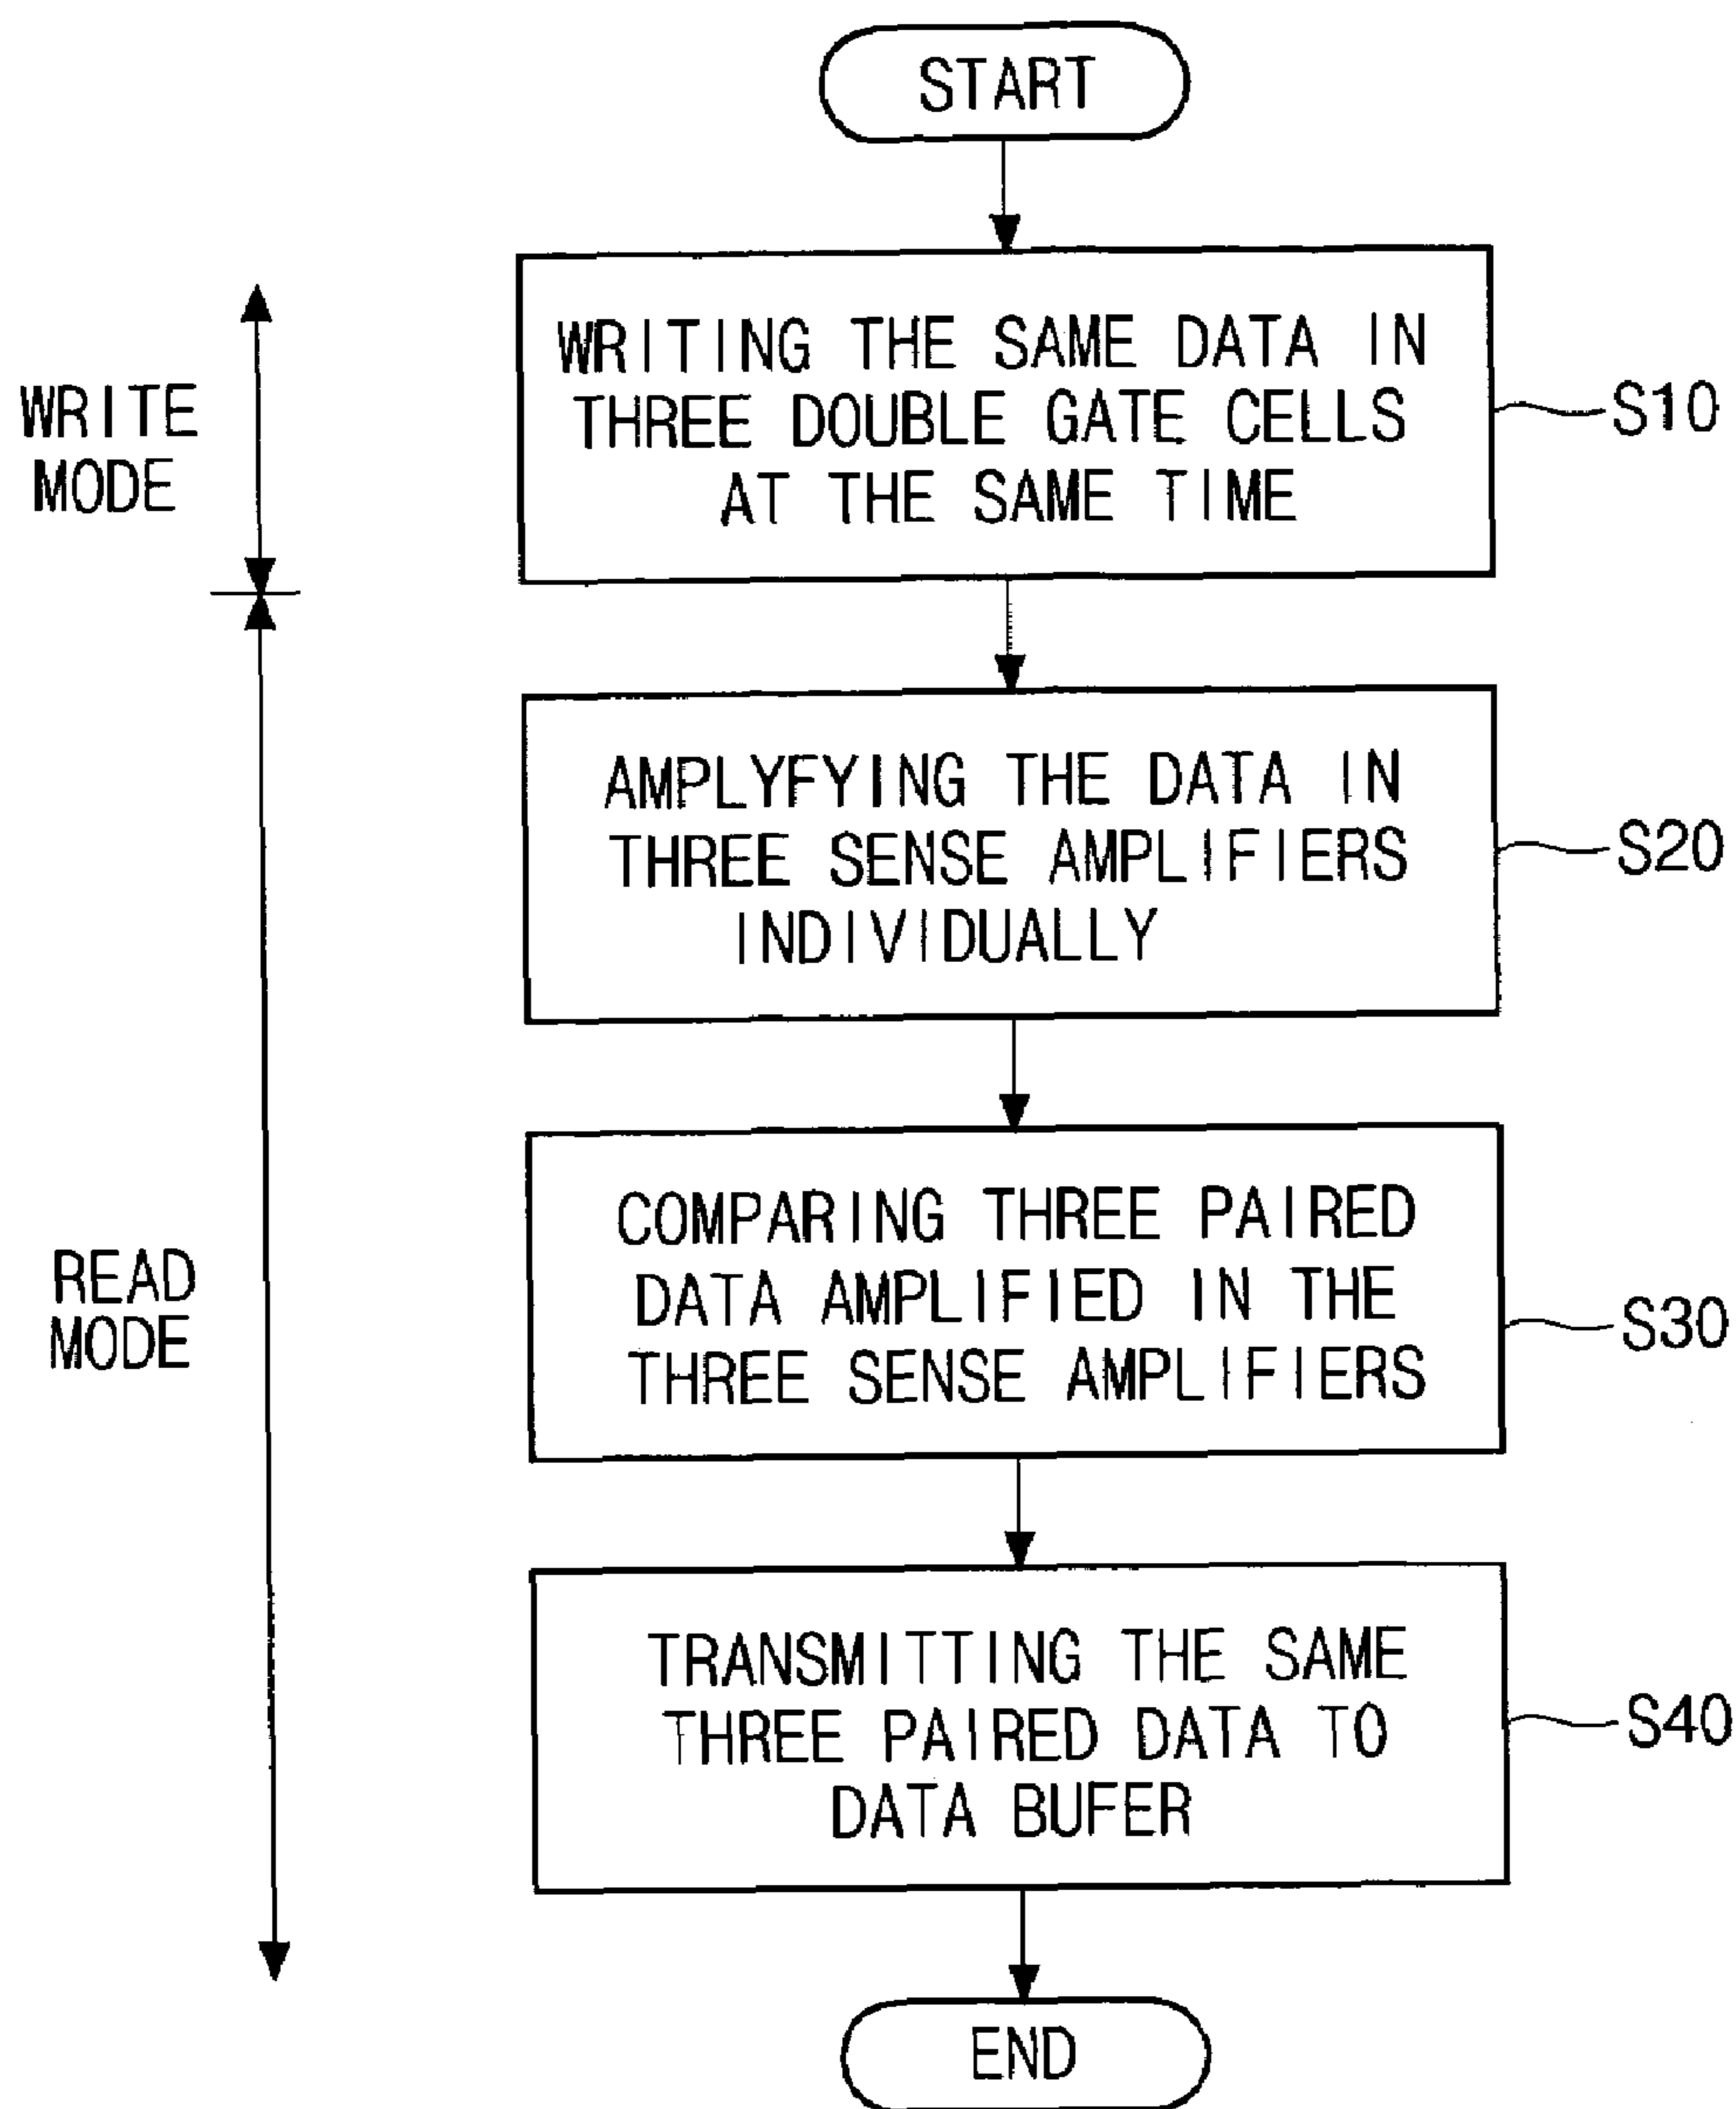 START
WRITE
MODE
WRITING THE SAME DATA IN
THREE DOUBLE GATE CELLS
AT THE SAME TIME
S10
AMPLYFYING THE DATA IN
THREE SENSE AMPLIFIERS
INDIVIDUALLY
S20
READ
MODE
COMPARING THREE PAIRED
DATA AMPLIFIED IN THE
THREE SENSE AMPLIFIERS
S30
TRANSMITTING THE SAME
THREE PAIRED DATA TO
DATA BUFER
S40
END